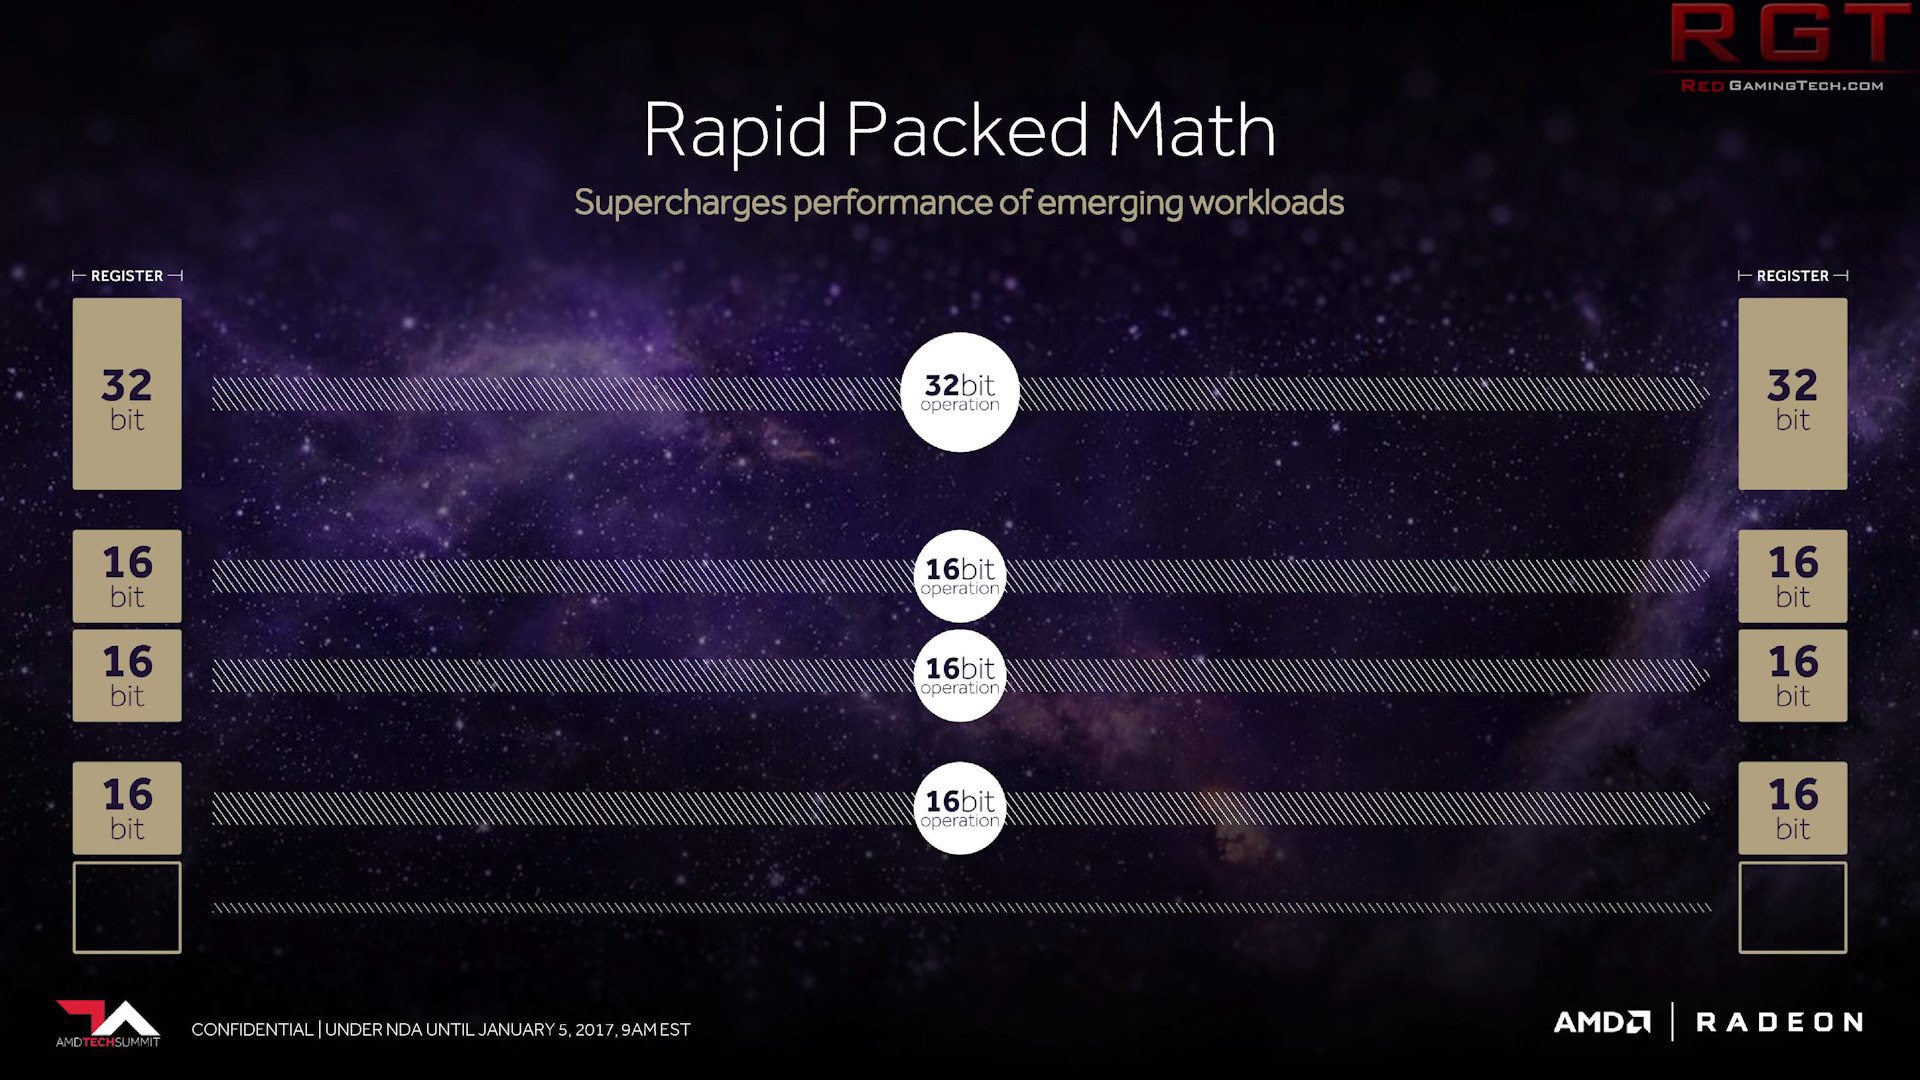 RGT
RED GAMINGTECH.COM
Rapid Packed Math
Supercharges performance of emerging workloads
REGISTER
REGISTER
32
bit
32bit
operation
32
bit
16
bit
16bit
operation
16
bit
16
bit
16bit
operation
16
bit
16
bit
16bit
operation
16
bit
AMDTECHSUMMIT
CONFIDENTIAL | UNDER NDA UNTIL JANUARY 5, 2017, 9AM EST
AMD
RADEON